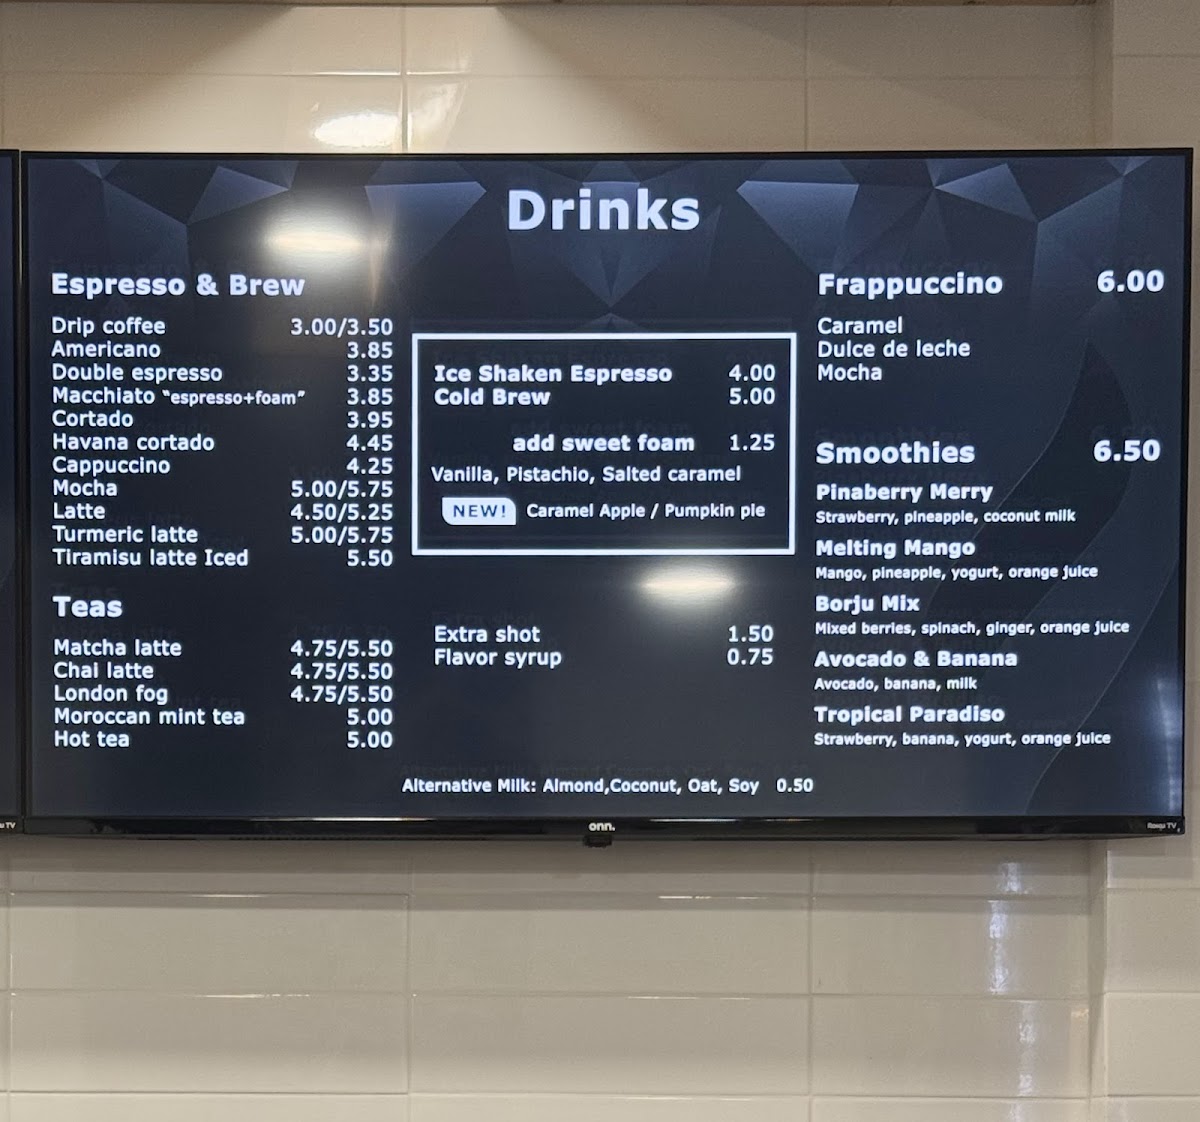 Drinks
Espresso & Brew
Drip coffee 3.00/3.50
Americano 3.85
Double espresso 3.35
Macchiato "espresso+foam" 3.85
Cortado 3.95
Havana cortado 4.45
Cappuccino 4.25
Mocha 5.00/5.75
Latte 4.50/5.25
Turmeric latte 5.00/5.75
Tiramisu latte Iced 5.50
Teas
Matcha latte 4.75/5.50
Chai latte 4.75/5.50
London fog 4.75/5.50
Moroccan mint tea 5.00
Hot tea 5.00
Ice Shaken Espresso 4.00
Cold Brew 5.00
add sweet foam 1.25
Vanilla, Pistachio, Salted caramel
NEW! Caramel Apple / Pumpkin pie
Extra shot 1.50
Flavor syrup 0.75
Frappuccino 6.00
Caramel
Dulce de leche
Mocha
Smoothies 6.50
Pinaberry Merry
Strawberry, pineapple, coconut milk
Melting Mango
Mango, pineapple, yogurt, orange juice
Borju Mix
Mixed berries, spinach, ginger, orange juice
Avocado & Banana
Avocado, banana, milk
Tropical Paradiso
Strawberry, banana, yogurt, orange juice
Alternative Milk: Almond,Coconut, Oat, Soy 0.50
TV
onn.
Roku TV